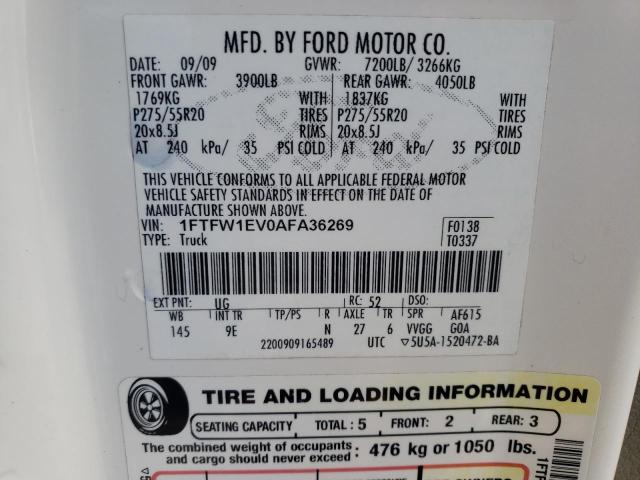 MFD. BY FORD MOTOR CO.
DATE: 09/09 GVWR: 7200LB/ 3266KG
FRONT GAWR: 3900LB REAR GAWR: 4050LB
1769KG WITH 1837KG WITH
P275/55R20 TIRES P275/55R20 TIRES
20x8.5J RIMS 20x8.5J RIMS
AT 240 kPa/ 35 PSI COLD AT 240 kPa/ 35 PSI COLD
THIS VEHICLE CONFORMS TO ALL APPLICABLE FEDERAL MOTOR
VEHICLE SAFETY STANDARDS IN EFFECT ON THE DATE OF
MANUFACTURE SHOWN ABOVE.
VIN: 1FTFW1EV0AFA36269 F0138
TYPE: Truck T0337
EXT PNT: UG RC: 52 DSO:
WB INT TR TP/PS R AXLE TR SPR AF615
145 9E N 27 6 VVGG G0A
2200909165489 UTC ▽5U5A-1520472-BA
TIRE AND LOADING INFORMATION
SEATING CAPACITY TOTAL: 5 FRONT: 2 REAR: 3
The combined weight of occupants
and cargo should never exceed : 476 kg or 1050 lbs.